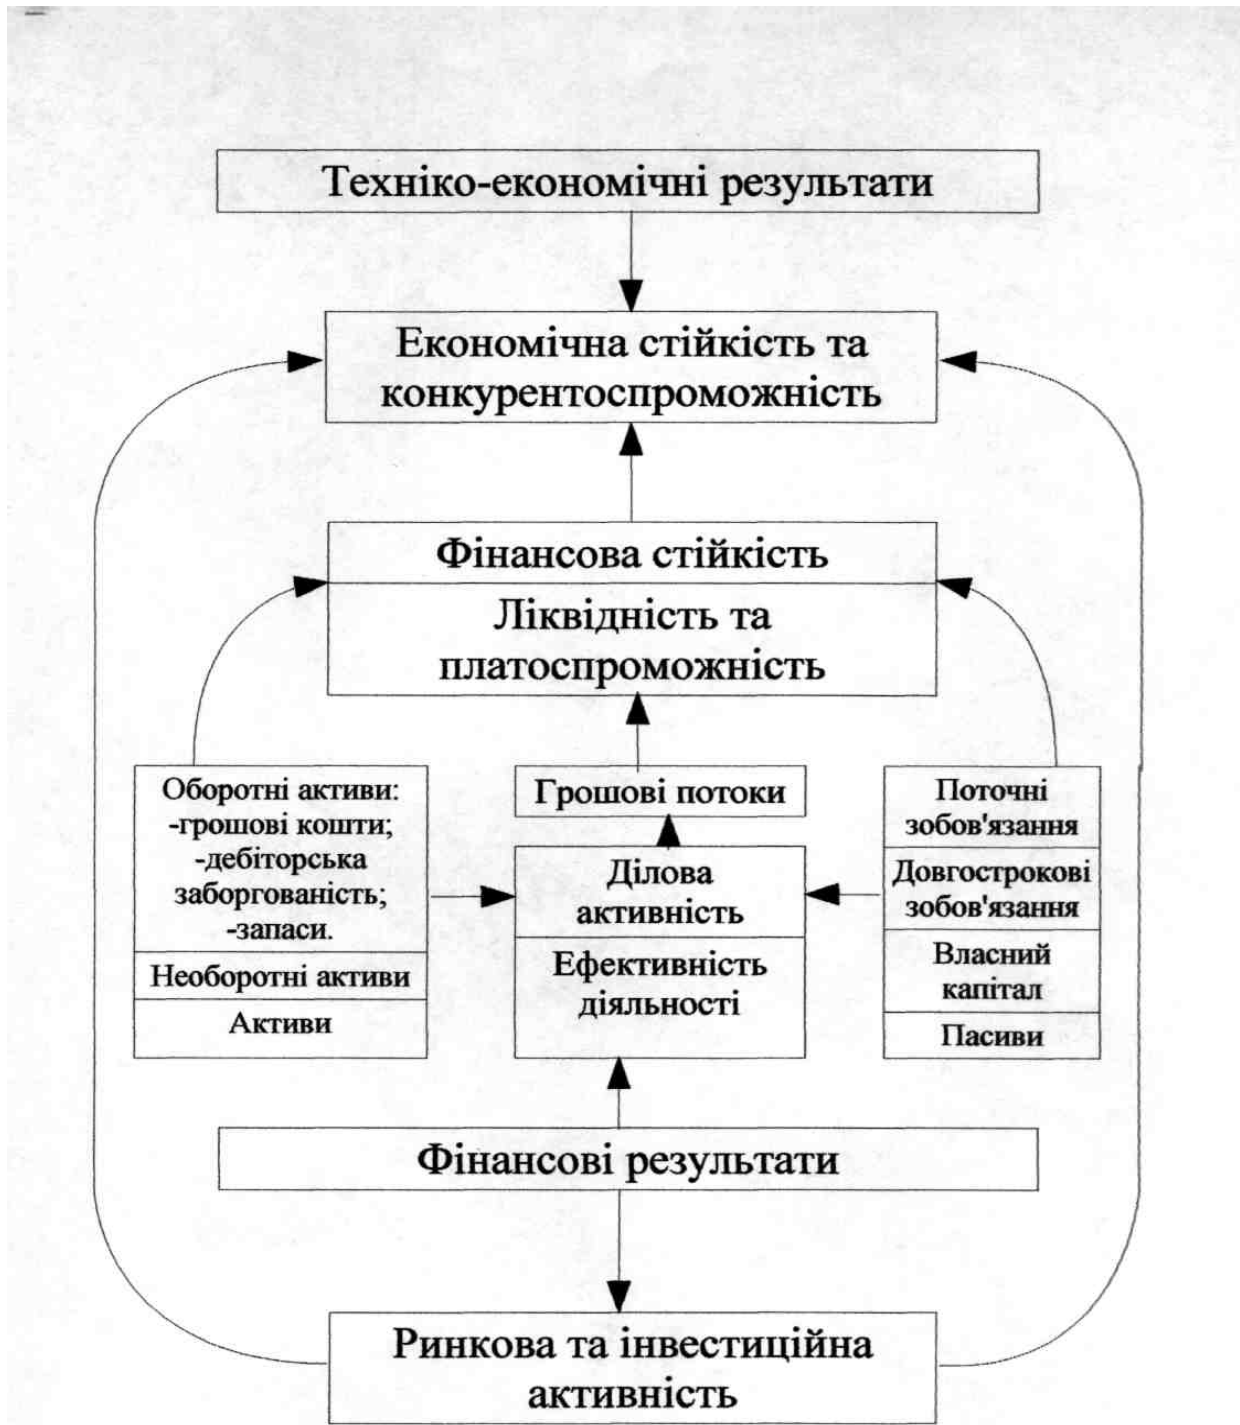 Техніко-економічні результати
Економічна стійкість та
конкурентоспроможність
Фінансова стійкість
Ліквідність та
платоспроможність
Оборотні активи:
-грошові кошти;
-дебіторська
заборгованість;
-запаси.
Необоротні активи
Активи
Грошові потоки
Ділова
активність
Ефективність
діяльності
Поточні
зобов'язання
Довгострокові
зобов'язання
Власний
капітал
Пасиви
Фінансові результати
Ринкова та інвестиційна
активність